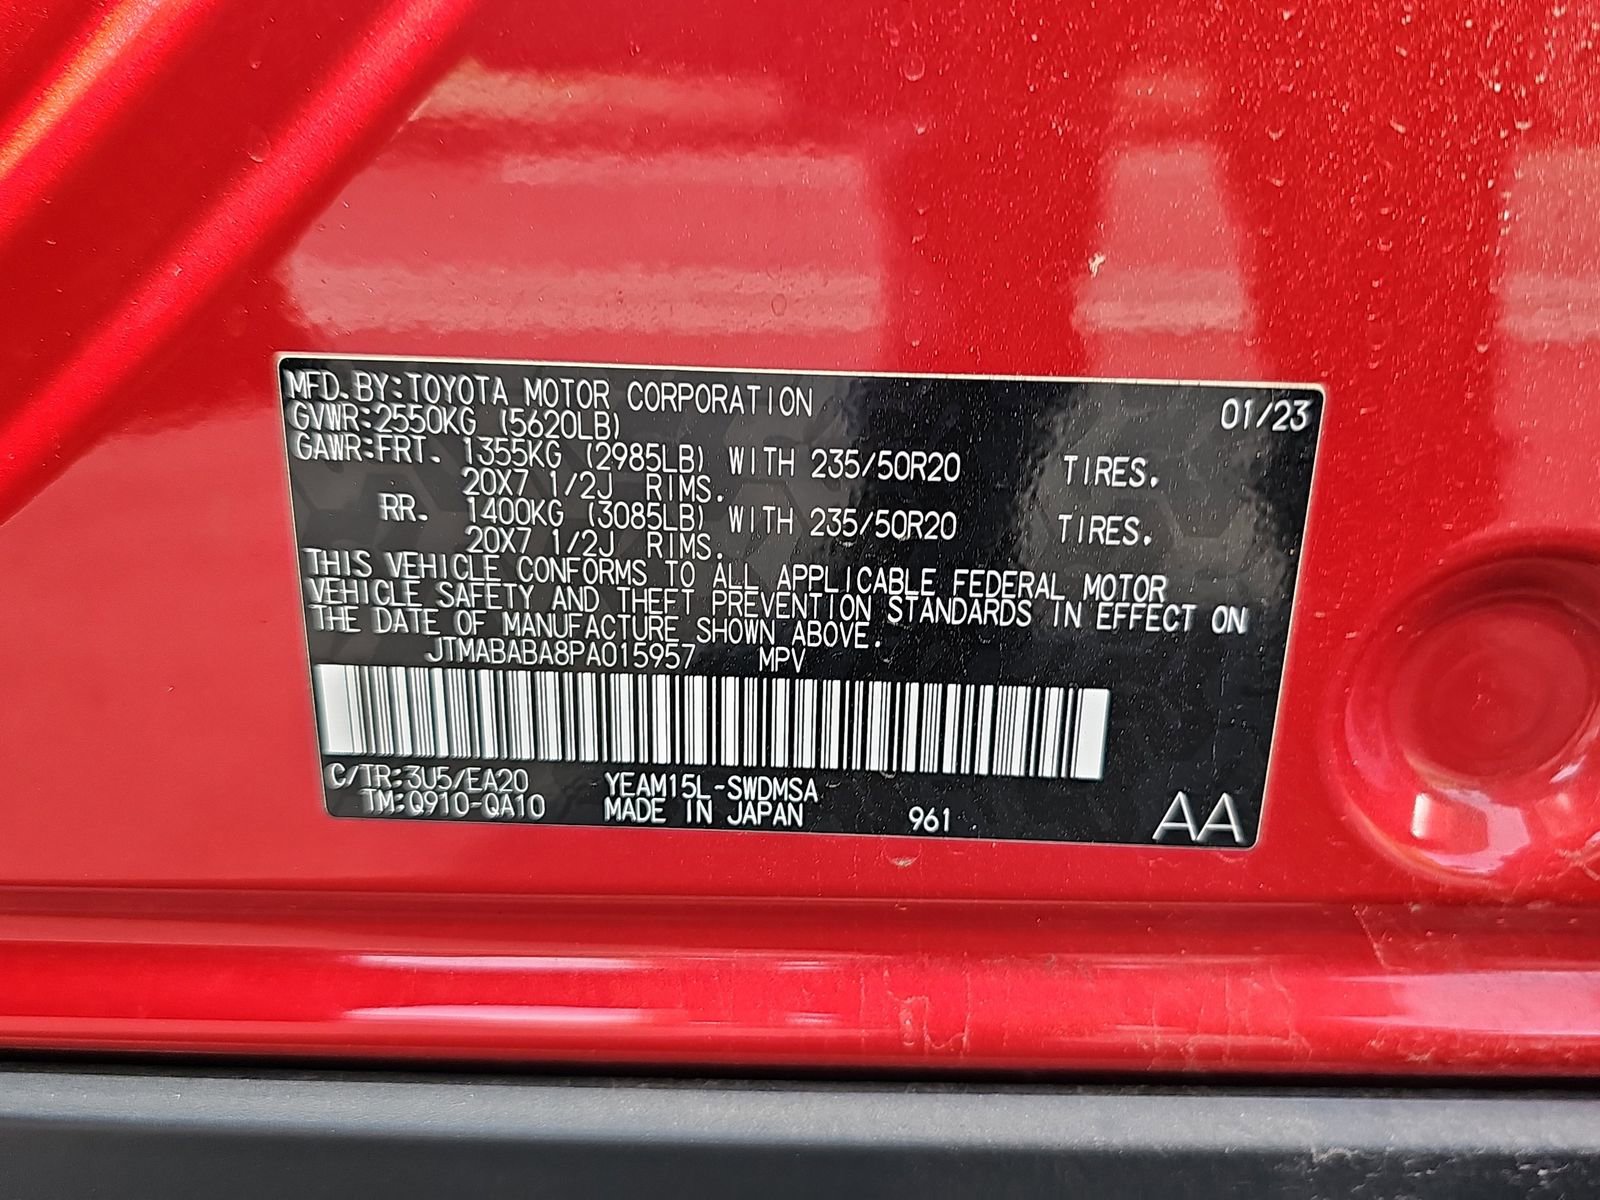 MFD. BY:TOYOTA MOTOR CORPORATION 01/23
GVWR:2550KG (5620LB)
GAWR:FRT. 1355KG (2985LB) WITH 235/50R20 TIRES.
20X7 1/2J RIMS.
RR. 1400KG (3085LB) WITH 235/50R20 TIRES.
20X7 1/2J RIMS.
THIS VEHICLE CONFORMS TO ALL APPLICABLE FEDERAL MOTOR
VEHICLE SAFETY AND THEFT PREVENTION STANDARDS IN EFFECT ON
THE DATE OF MANUFACTURE SHOWN ABOVE.
JTMABABA8PA015957 MPV
C/TR:3U5/EA20 YEAM15L-SWDMSA
TM:Q910-QA10 MADE IN JAPAN 961 AA